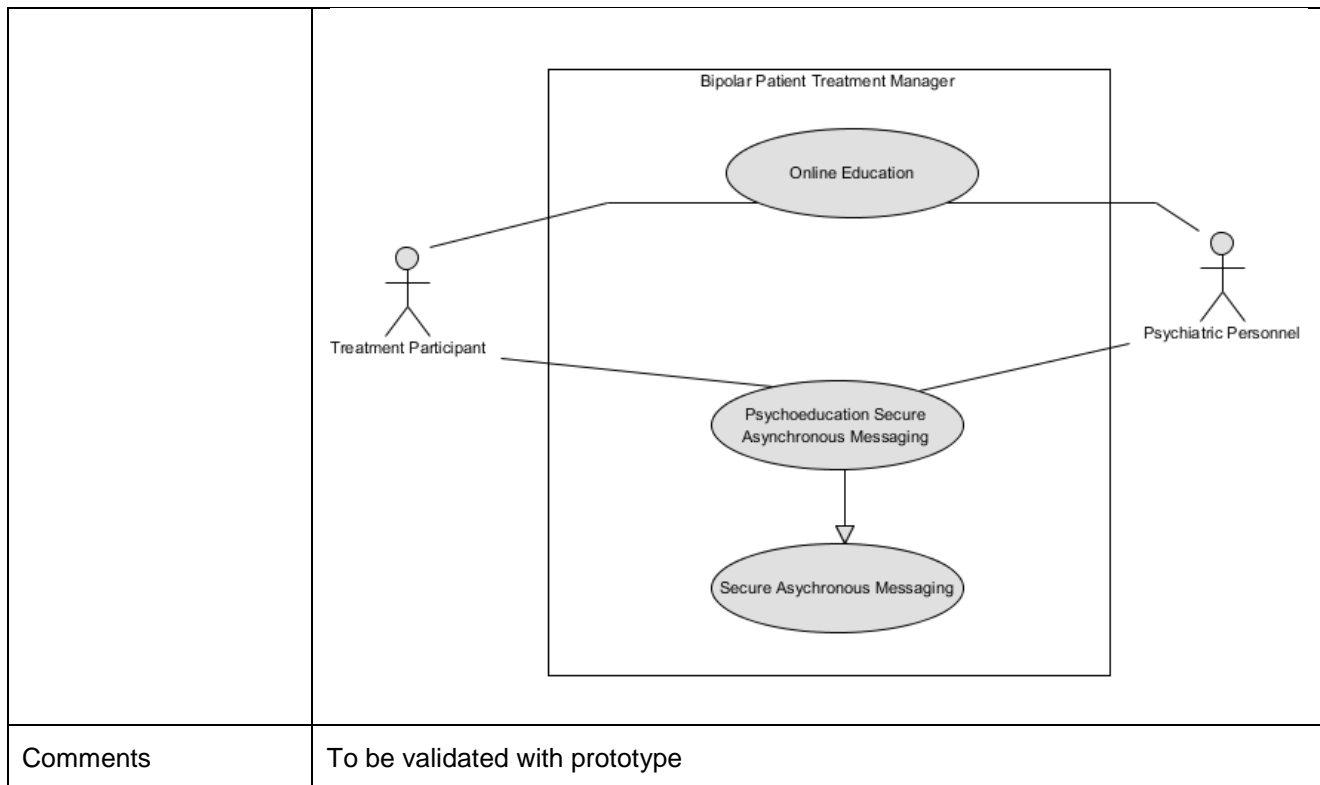 Bipolar Patient Treatment Manager
Online Education
Treatment Participant
Psychiatric Personnel
Psychoeducation Secure
Asynchronous Messaging
Secure Asychronous Messaging
Comments
To be validated with prototype